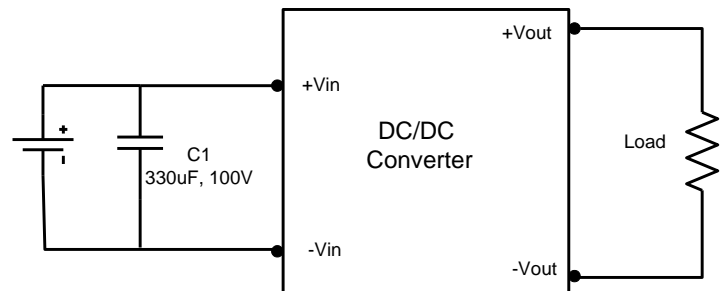 +Vout
+Vin
DC/DC
Converter
Load
+
-
C1
330uF, 100V
-Vin
-Vout